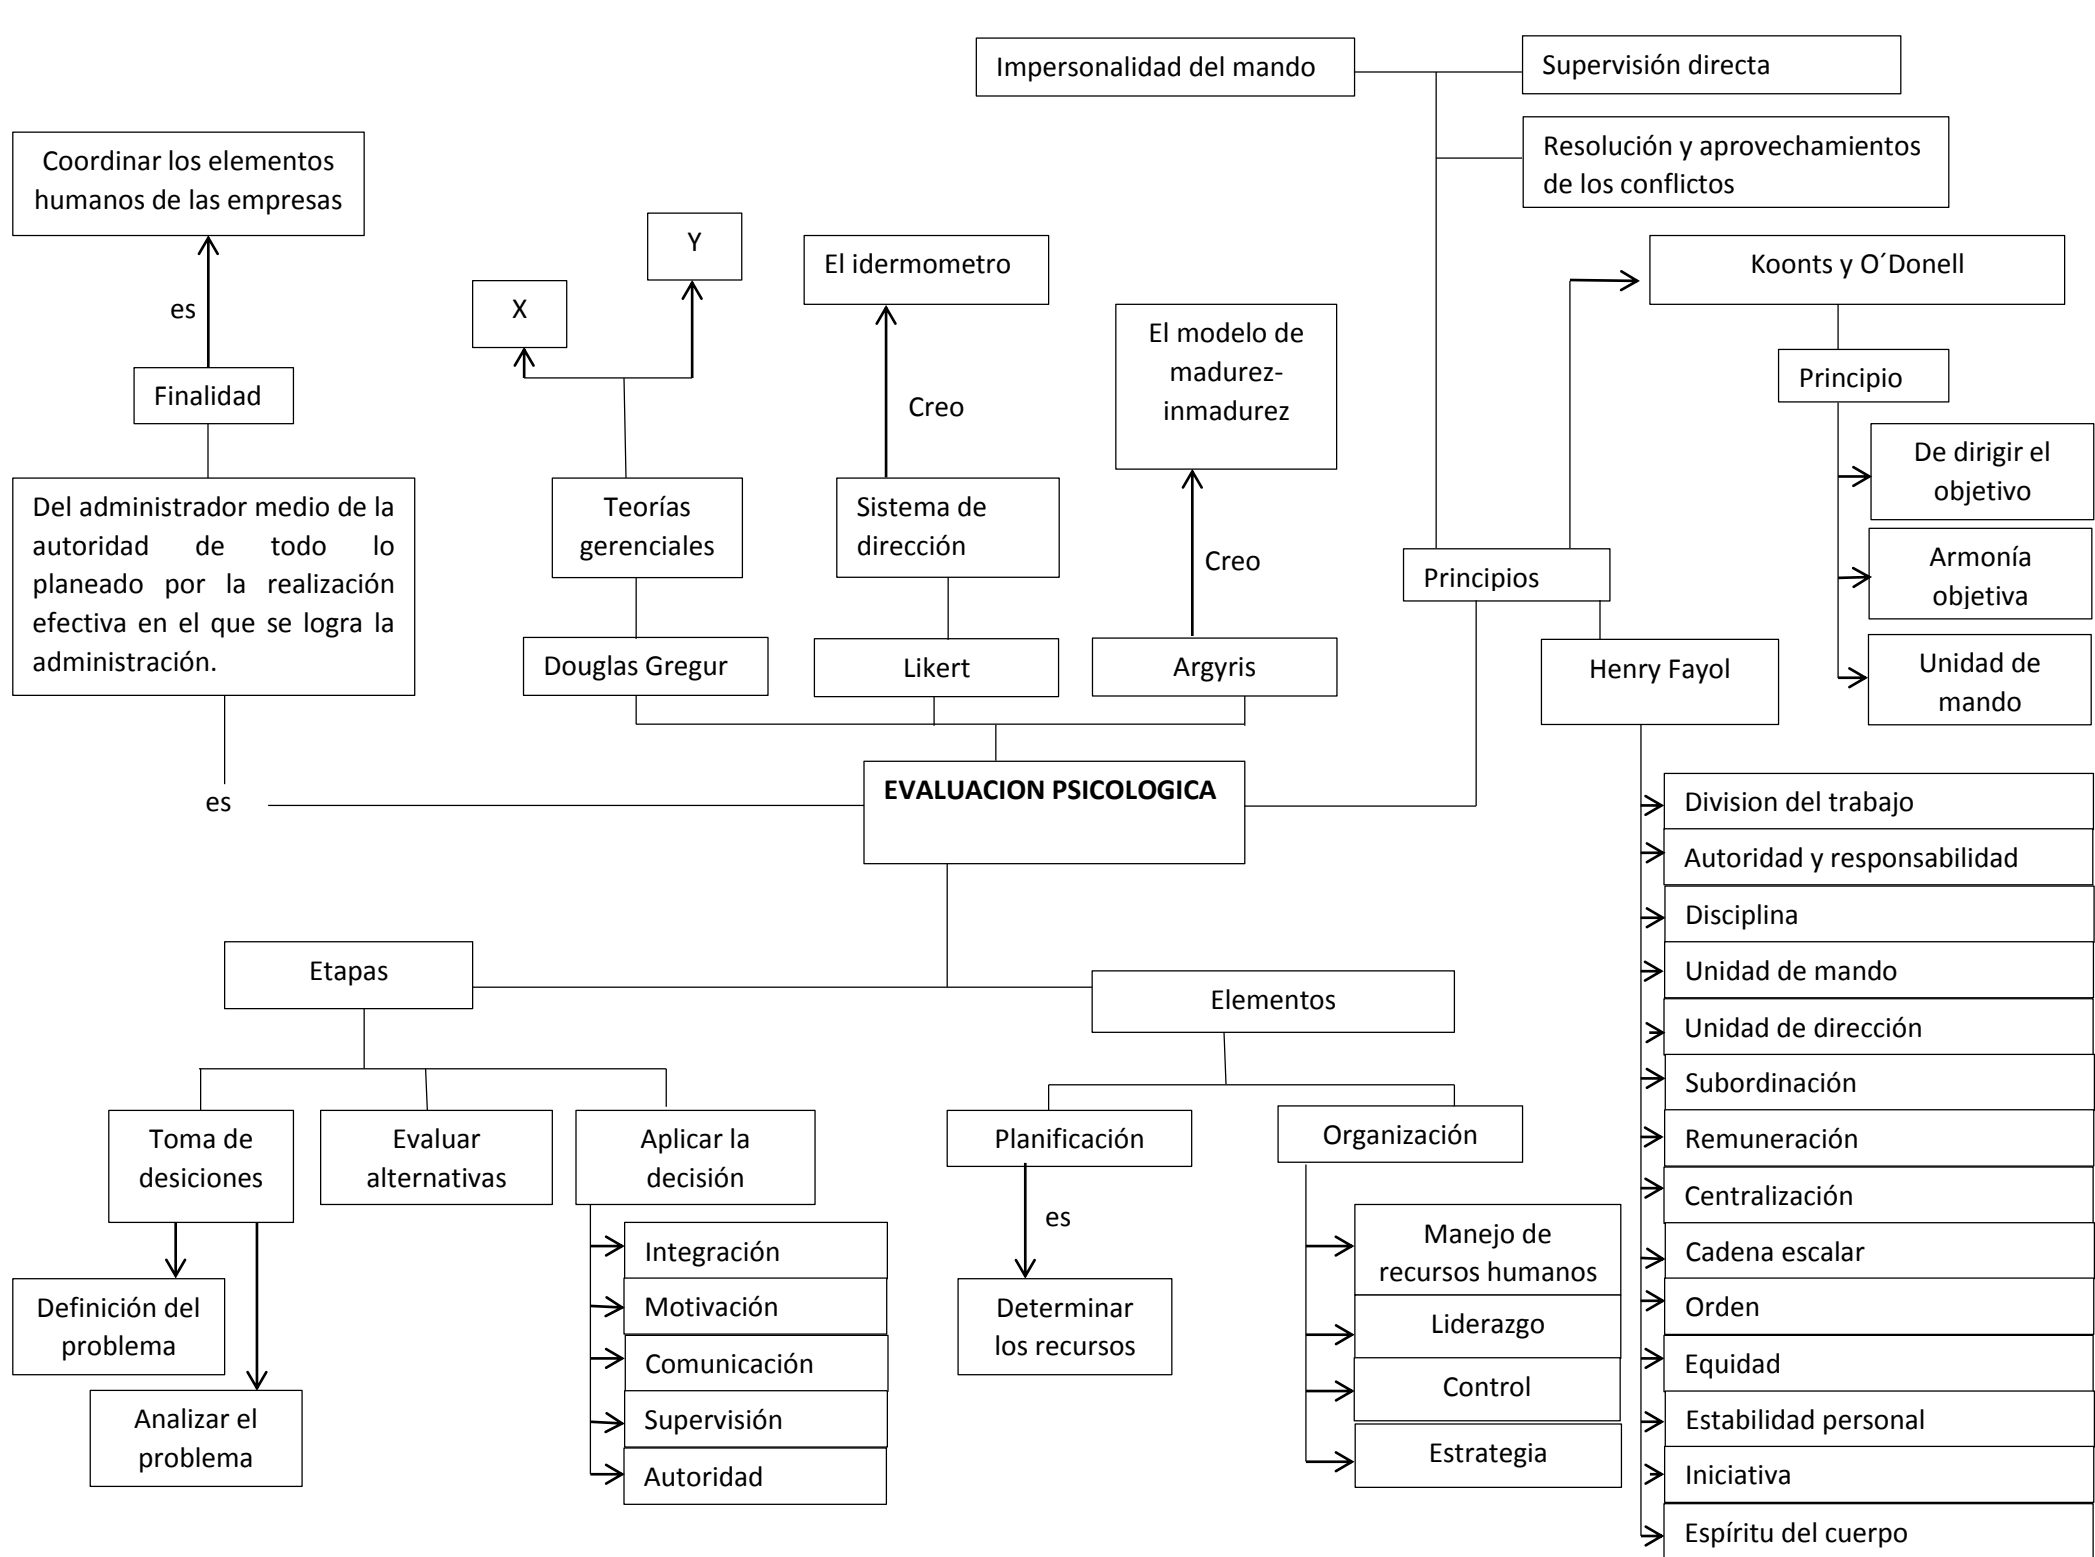 Impersonalidad del mando
Supervisión directa
Resolución y aprovechamientos
de los conflictos
Coordinar los elementos
humanos de las empresas
es
Finalidad
Del administrador medio de la
autoridad de todo lo
planeado por la realización
efectiva en el que se logra la
administración.
es
X
Y
Teorías
gerenciales
Douglas Gregur
El idermometro
Creo
Sistema de
dirección
Likert
El modelo de
madurez-
inmadurez
Creo
Argyris
Principios
Koonts y O´Donell
Principio
De dirigir el
objetivo
Armonía
objetiva
Unidad de
mando
Henry Fayol
EVALUACION PSICOLOGICA
Division del trabajo
Autoridad y responsabilidad
Disciplina
Unidad de mando
Unidad de dirección
Subordinación
Remuneración
Centralización
Cadena escalar
Orden
Equidad
Estabilidad personal
Iniciativa
Espíritu del cuerpo
Etapas
Toma de
desiciones
Definición del
problema
Analizar el
problema
Evaluar
alternativas
Aplicar la
decisión
Integración
Motivación
Comunicación
Supervisión
Autoridad
Elementos
Planificación
es
Determinar
los recursos
Organización
Manejo de
recursos humanos
Liderazgo
Control
Estrategia